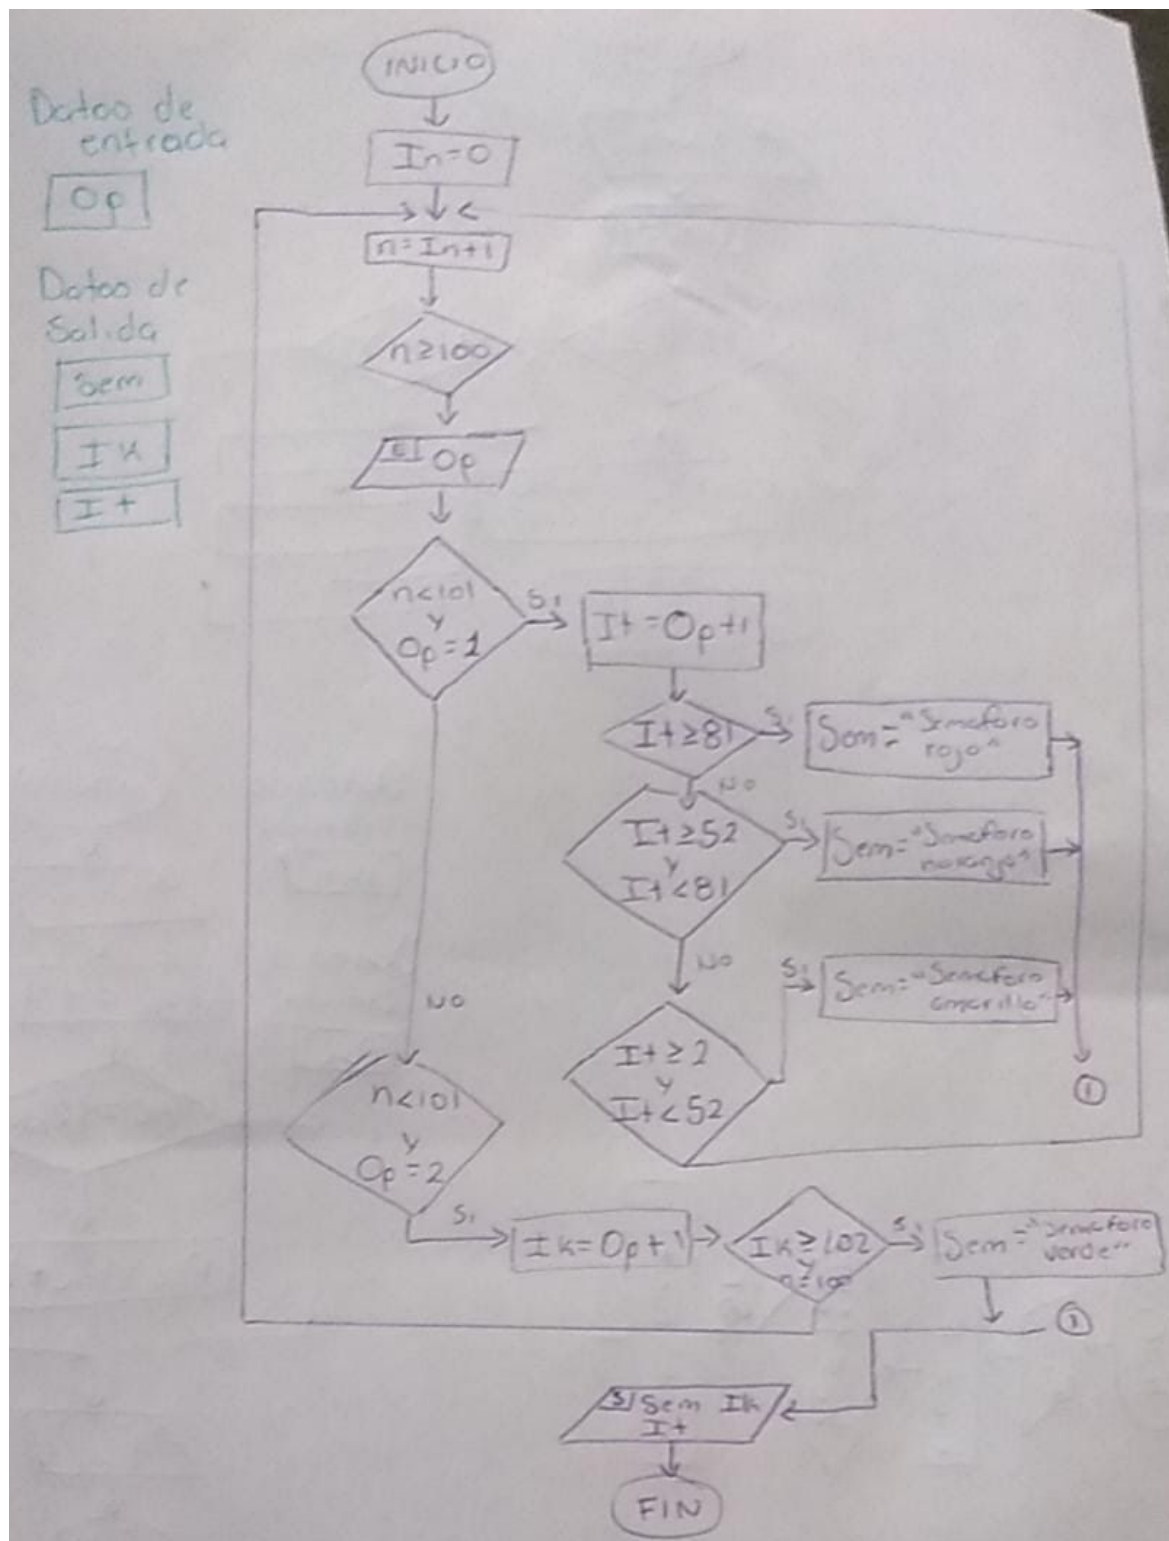 INICIO
Datos de
entrada
Op
In=0
n=In+1
Datos de
Salida
Sem
Ik
It
n≥100
E| Op
n<101
y
Op=1
Si
It=Op+1
It≥81
Si
Sem="Semaforo
rojo"
NO
It≥52
y
It<81
Si
Sem="Semaforo
naranja"
NO
It≥2
y
It<52
Si
Sem="Semaforo
amarillo"
1
NO
n<101
y
Op=2
Si
Ik=Op+1
Ik≥102
y
Si
Sem="Semaforo
verde"
1
S| Sem Ik
It
FIN